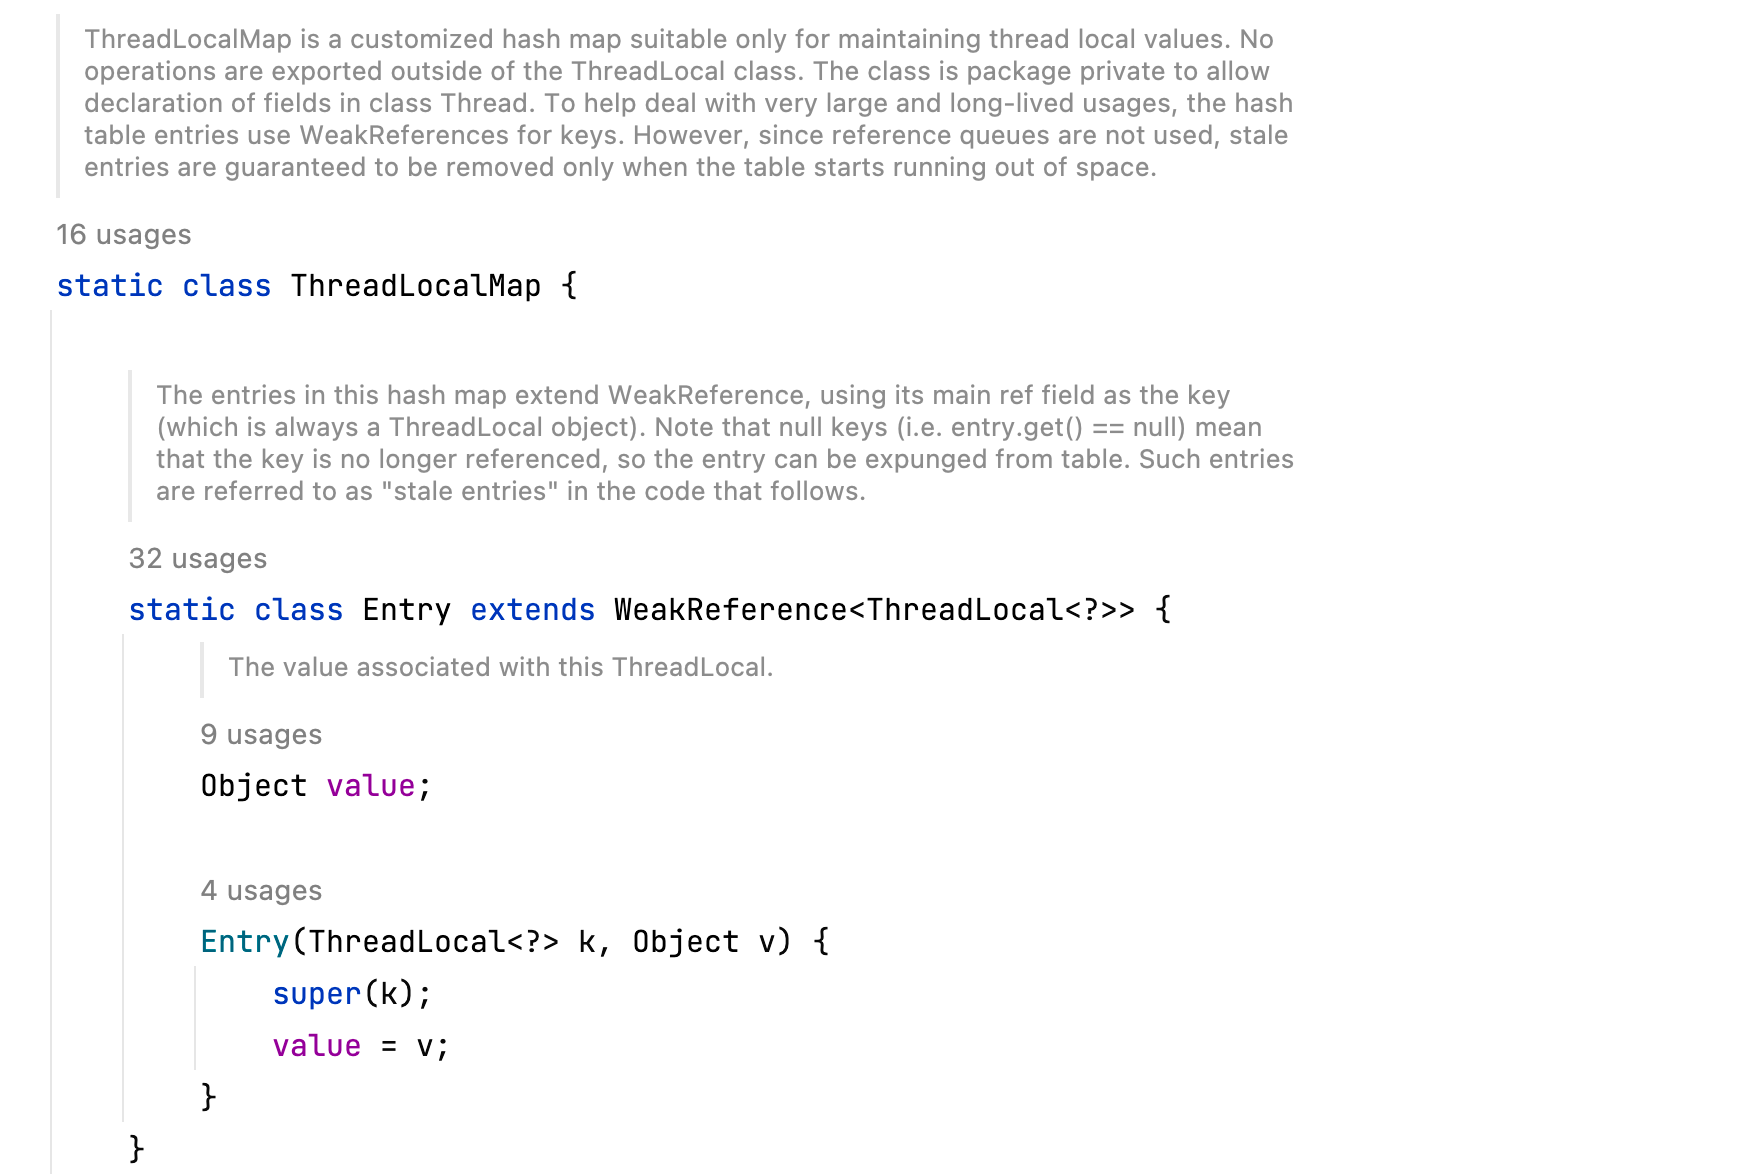 ThreadLocalMap is a customized hash map suitable only for maintaining thread local values. No
operations are exported outside of the ThreadLocal class. The class is package private to allow
declaration of fields in class Thread. To help deal with very large and long-lived usages, the hash
table entries use WeakReferences for keys. However, since reference queues are not used, stale
entries are guaranteed to be removed only when the table starts running out of space.
16 usages
static class ThreadLocalMap {
The entries in this hash map extend WeakReference, using its main ref field as the key
(which is always a ThreadLocal object). Note that null keys (i.e. entry.get() == null) mean
that the key is no longer referenced, so the entry can be expunged from table. Such entries
are referred to as "stale entries" in the code that follows.
32 usages
static class Entry extends WeakReference<ThreadLocal<?>> {
The value associated with this ThreadLocal.
9 usages
Object value;
4 usages
Entry(ThreadLocal<?> k, Object v) {
super(k);
value = v;
}
}